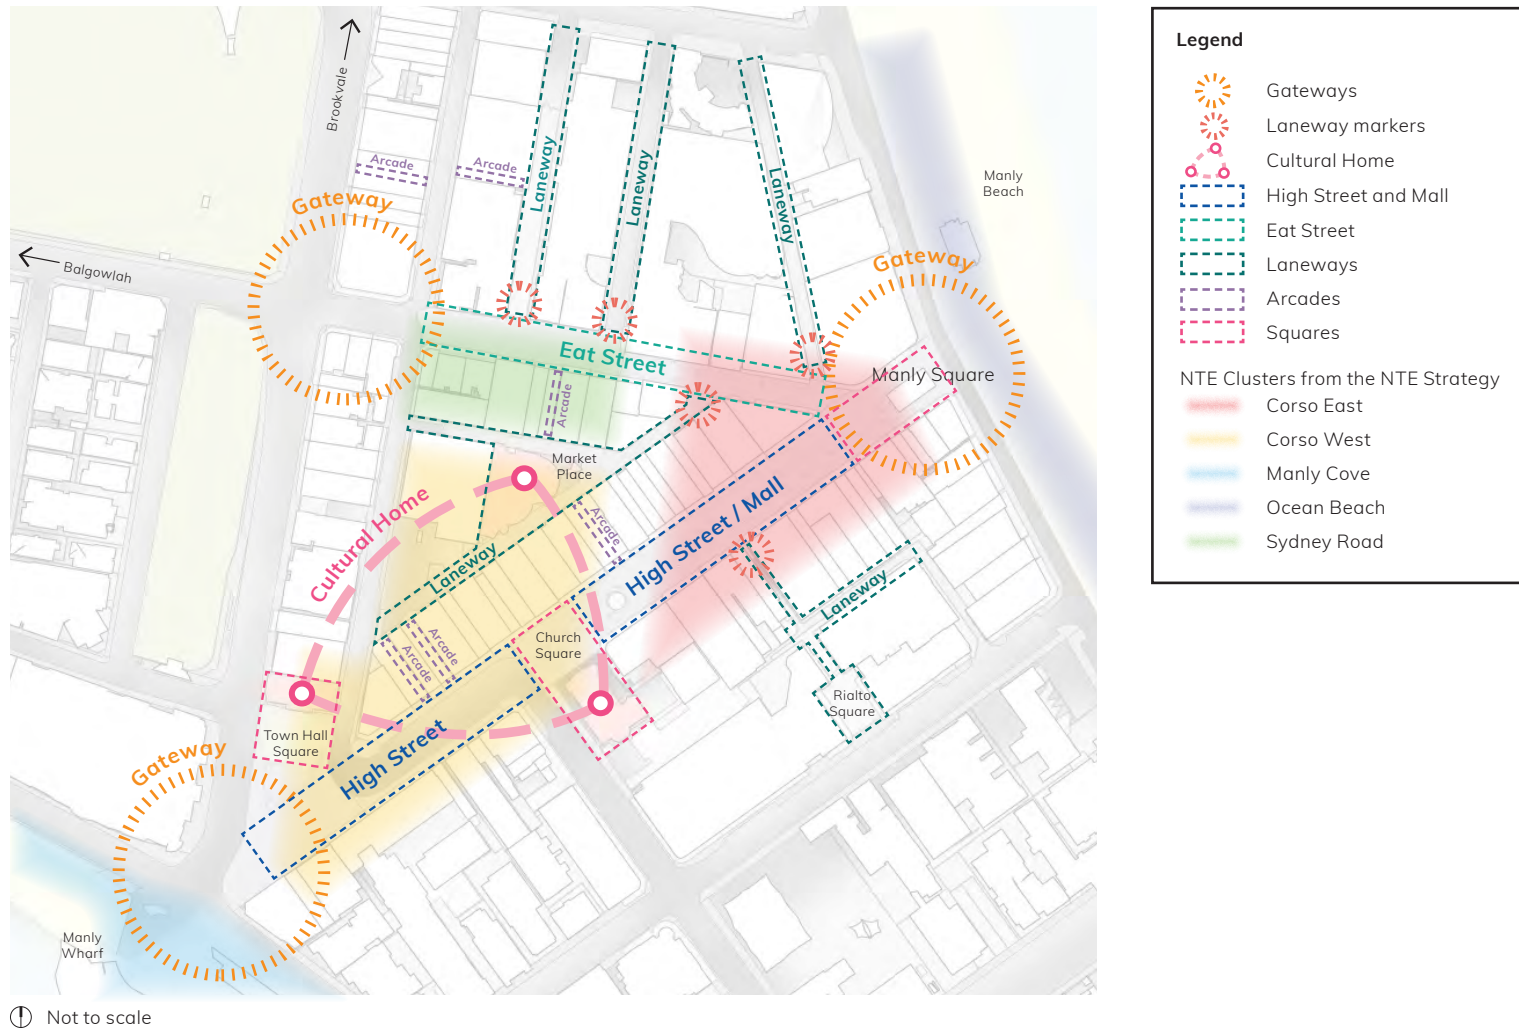 Brookvale
Arcade
Arcade
Laneway
Laneway
Laneway
Manly
Beach
Gateway
Balgowlah
Gateway
Eat Street
Manly Square
Arcade
Market
Place
Cultural Home
Arcade
High Street / Mall
Laneway
Laneway
Arcade
Arcade
Church
Square
Rialto
Square
Town Hall
Square
High Street
Gateway
Manly
Wharf
Not to scale
Legend
Gateways
Laneway markers
Cultural Home
High Street and Mall
Eat Street
Laneways
Arcades
Squares
NTE Clusters from the NTE Strategy
Corso East
Corso West
Manly Cove
Ocean Beach
Sydney Road